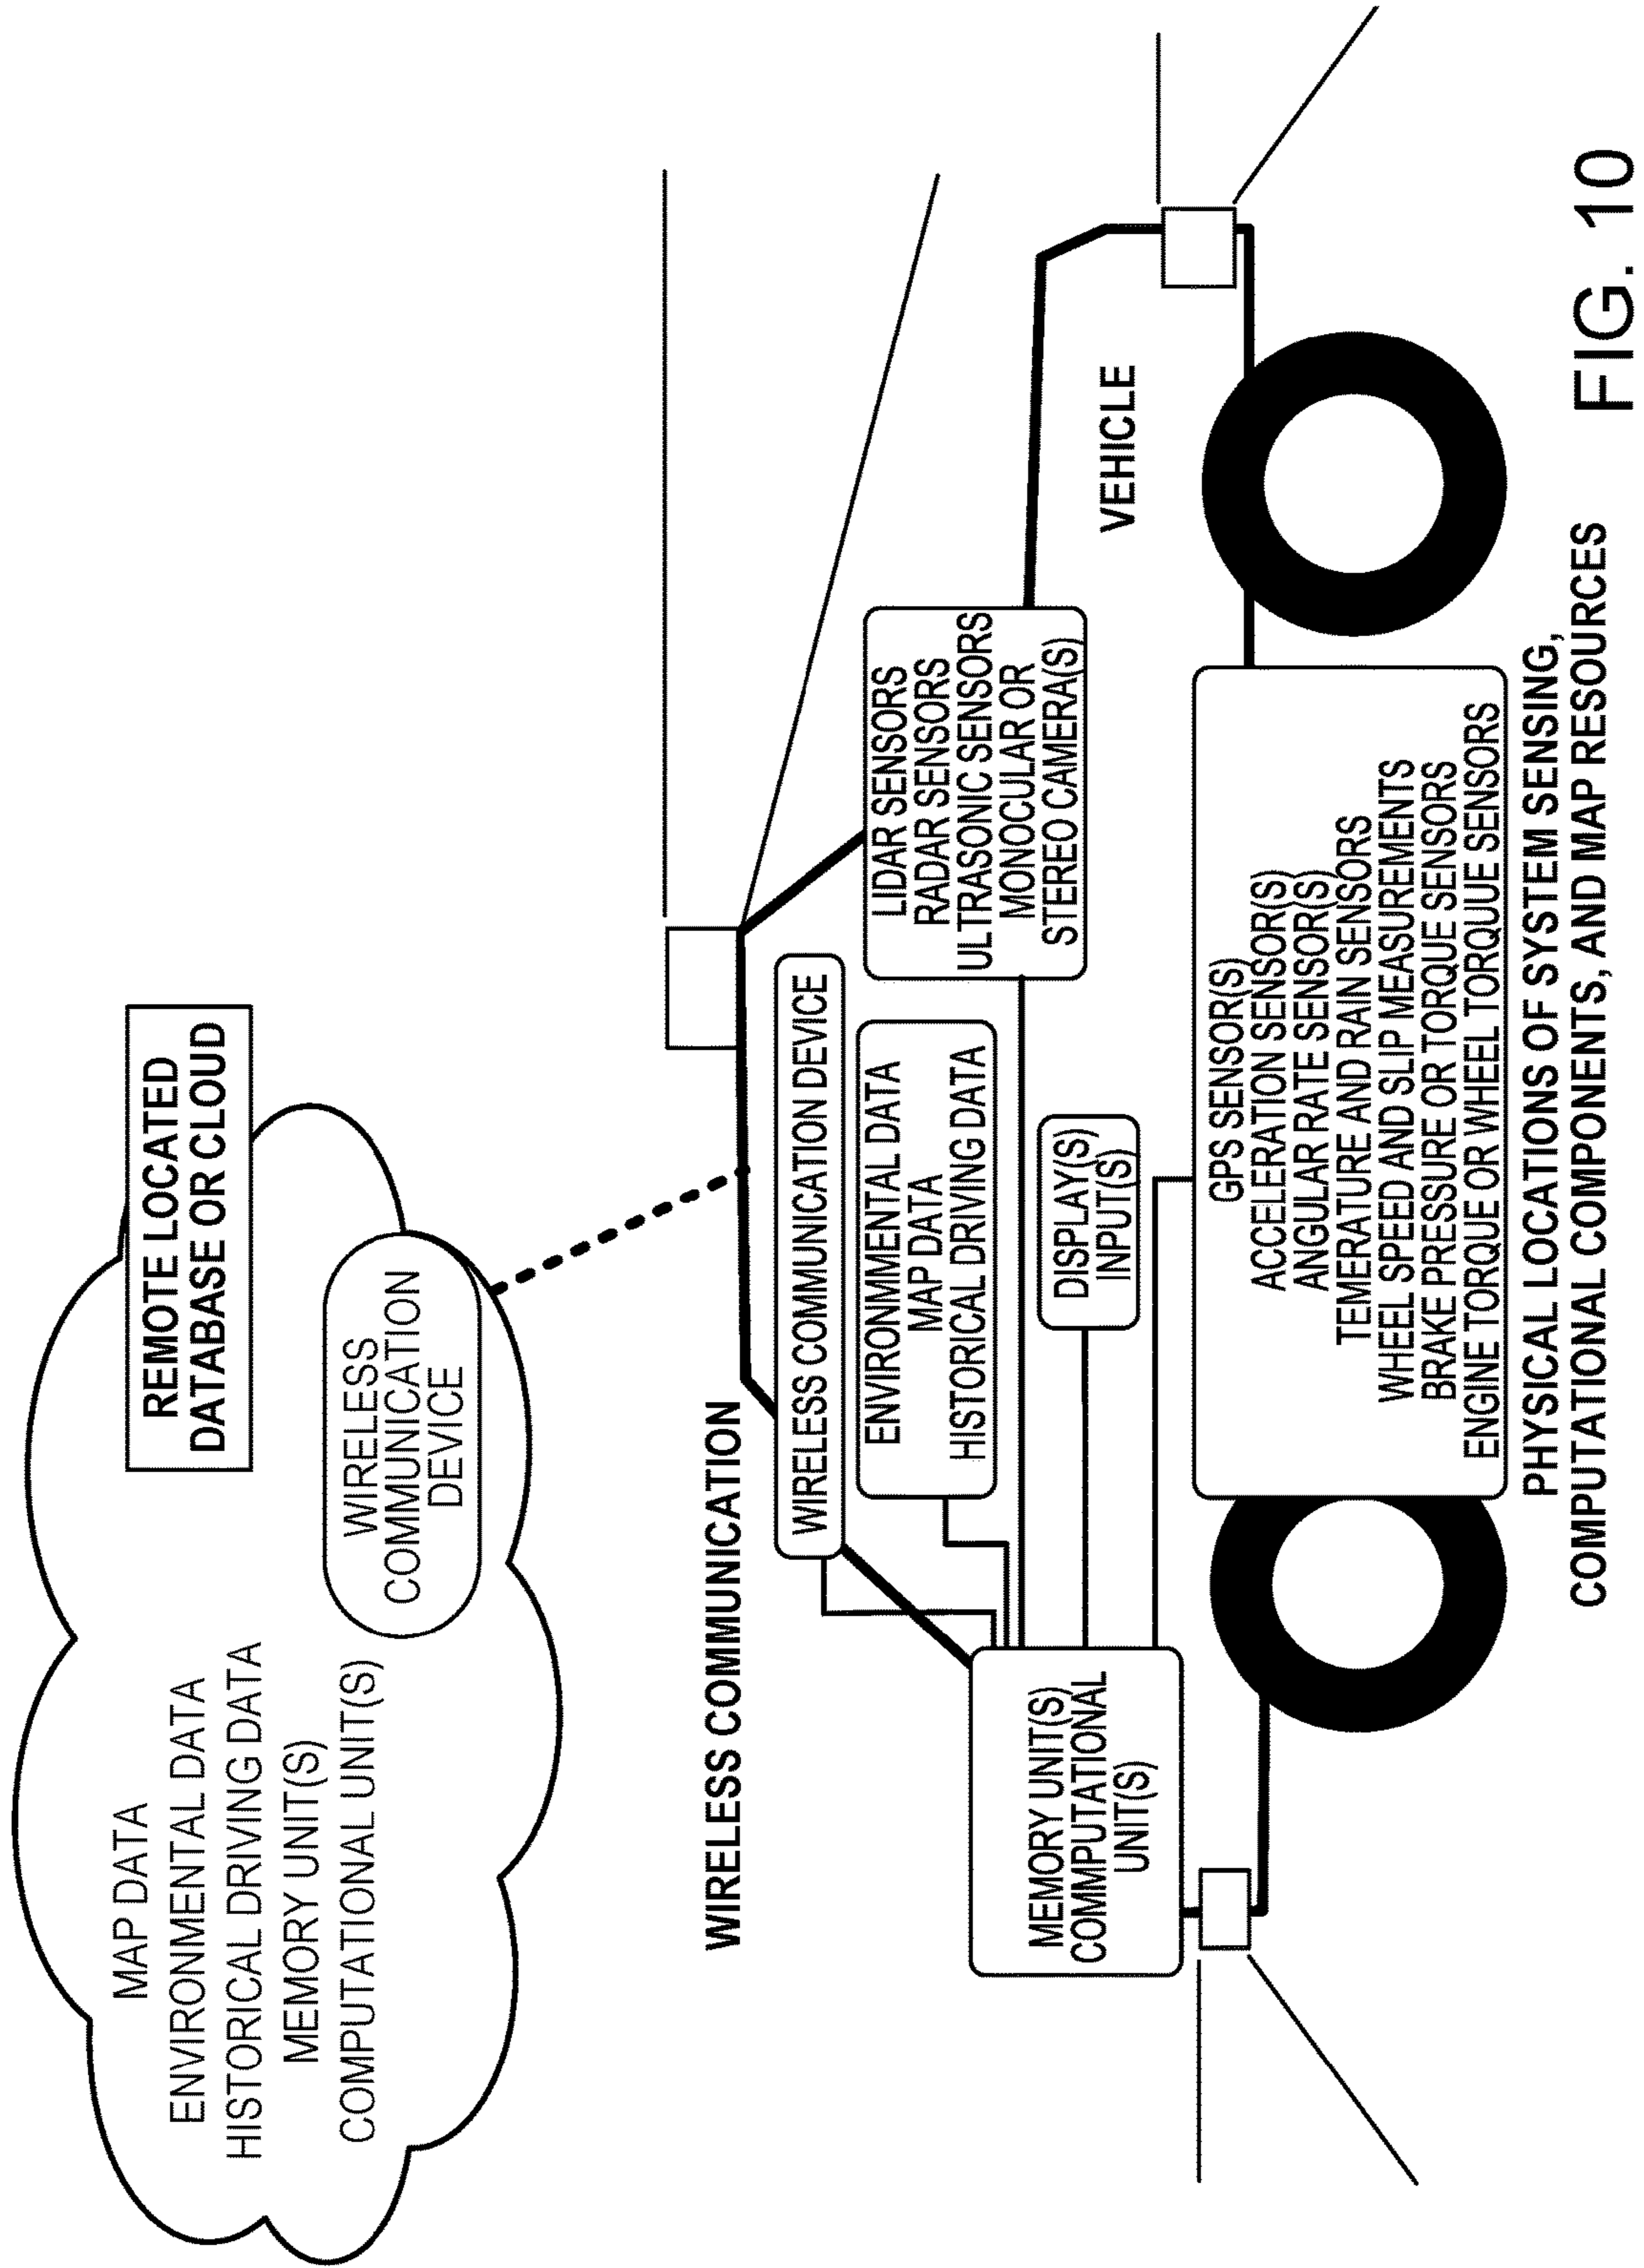 MAP DATA
ENVIRONMENTAL DATA
HISTORICAL DRIVING DATA
MEMORY UNIT(S)
COMPUTATIONAL UNIT(S)
REMOTE LOCATED
DATABASE OR CLOUD
WIRELESS
COMMUNICATION
DEVICE
WIRELESS COMMUNICATION
WIRELESS COMMUNICATION DEVICE
ENVIRONMMENTAL DATA
MAP DATA
HISTORICAL DRIVING DATA
LIDAR SENSORS
RADAR SENSORS
ULTRASONIC SENSORS
MONOCULAR OR
STEREO CAMERA(S)
MEMORY UNIT(S)
COMMPUTATIONAL
UNIT(S)
DISPLAY(S)
INPUT(S)
VEHICLE
GPS SENSOR(S)
ACCELERATION SENSOR(S)
ANGULAR RATE SENSOR(S)
TEMERATURE AND RAIN SENSORS
WHEEL SPEED AND SLIP MEASUREMENTS
BRAKE PRESSURE OR TORQUE SENSORS
ENGINE TORQUE OR WHEEL TORQUUE SENSORS
PHYSICAL LOCATIONS OF SYSTEM SENSING,
COMPUTATIONAL COMPONENTS, AND MAP RESOURCES
FIG. 10